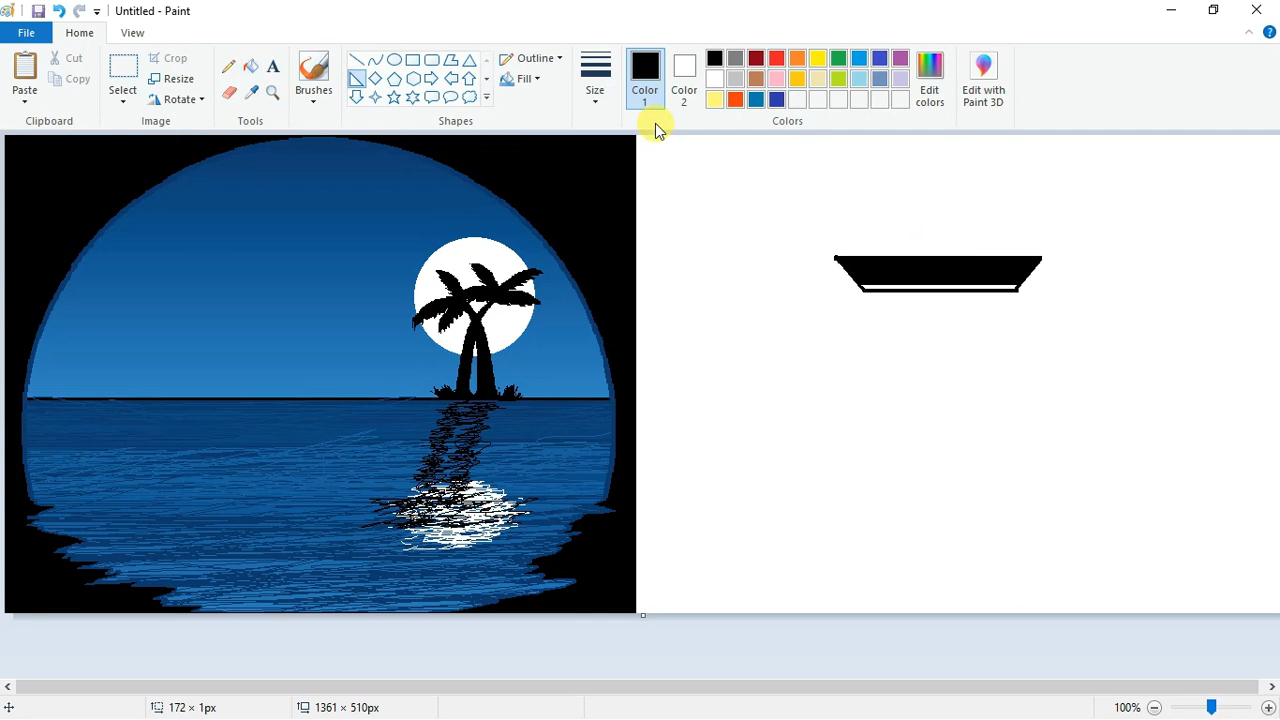 Untitled - Paint
File Home View
Paste
Cut
Copy
Clipboard
Select
Crop
Resize
Rotate
Image
A
Tools
Brushes
Outline
Fill
Shapes
Size
Color 1
Color 2
Edit colors
Colors
Edit with Paint 3D
172 × 1px
1361 × 510px
100%